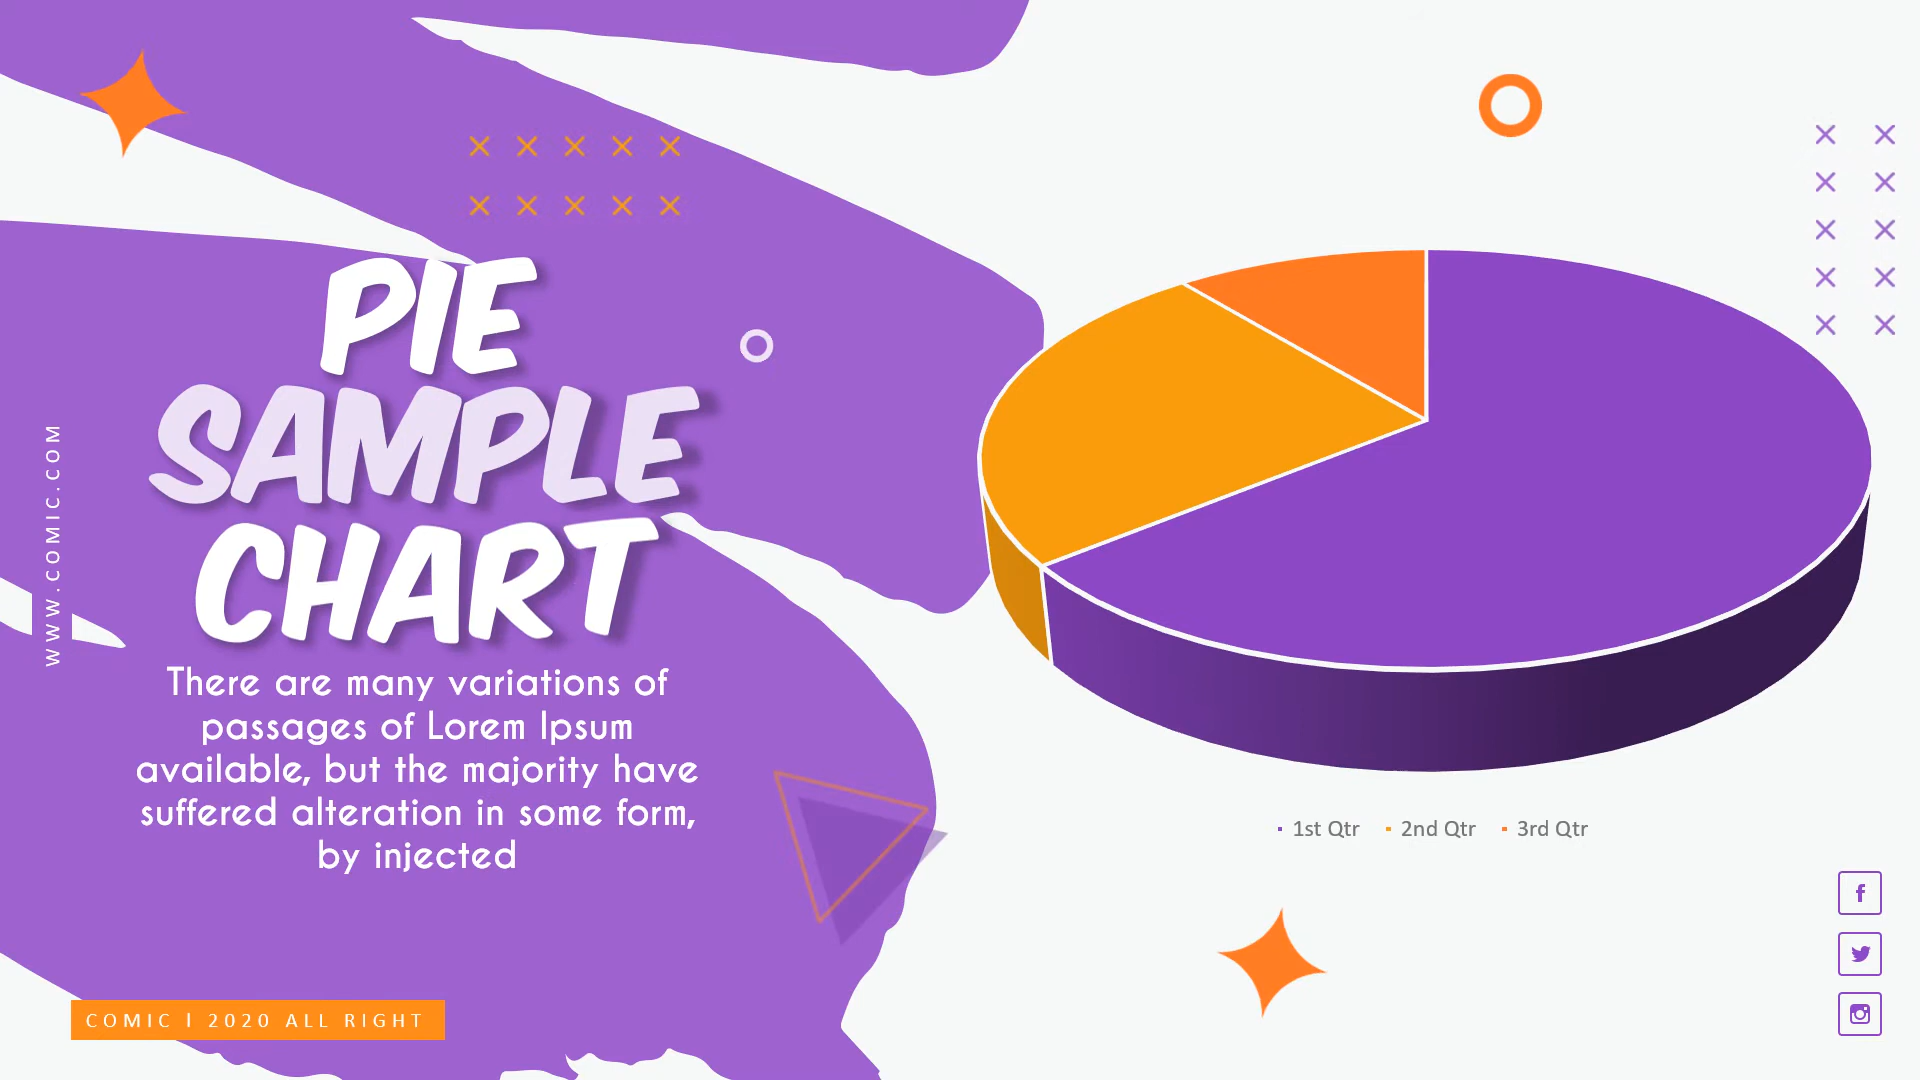 PIE
SAMPLE
CHART
There are many variations of
passages of Lorem Ipsum
available, but the majority have
suffered alteration in some form,
by injected
WWW.COMIC.COM
COMIC | 2020 ALL RIGHT
1st Qtr 2nd Qtr 3rd Qtr